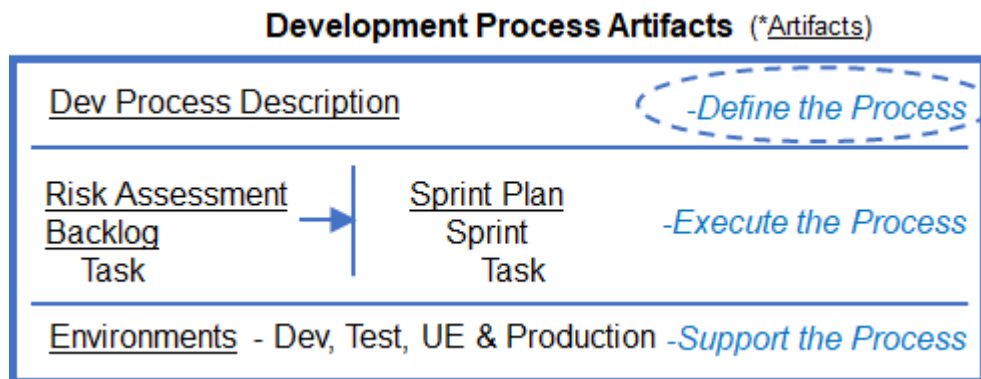 Development Process Artifacts (*Artifacts)
Dev Process Description -Define the Process
Risk Assessment
Backlog
Task
Sprint Plan
Sprint
Task
-Execute the Process
Environments - Dev, Test, UE & Production -Support the Process